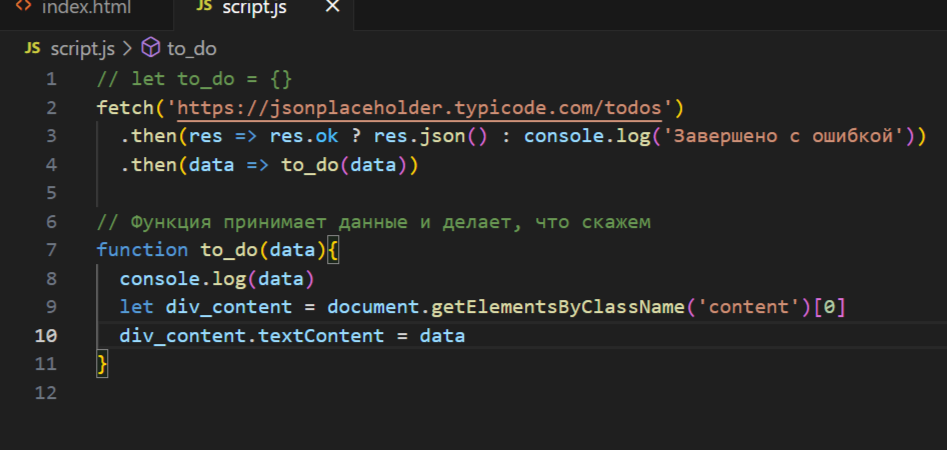 index.html JS script.js ×
JS script.js > to_do
1 // let to_do = {}
2 fetch('https://jsonplaceholder.typicode.com/todos')
3 .then(res => res.ok ? res.json() : console.log('Завершено с ошибкой'))
4 .then(data => to_do(data))
5
6 // Функция принимает данные и делает, что скажем
7 function to_do(data){
8 console.log(data)
9 let div_content = document.getElementsByClassName('content')[0]
10 div_content.textContent = data
11 }
12